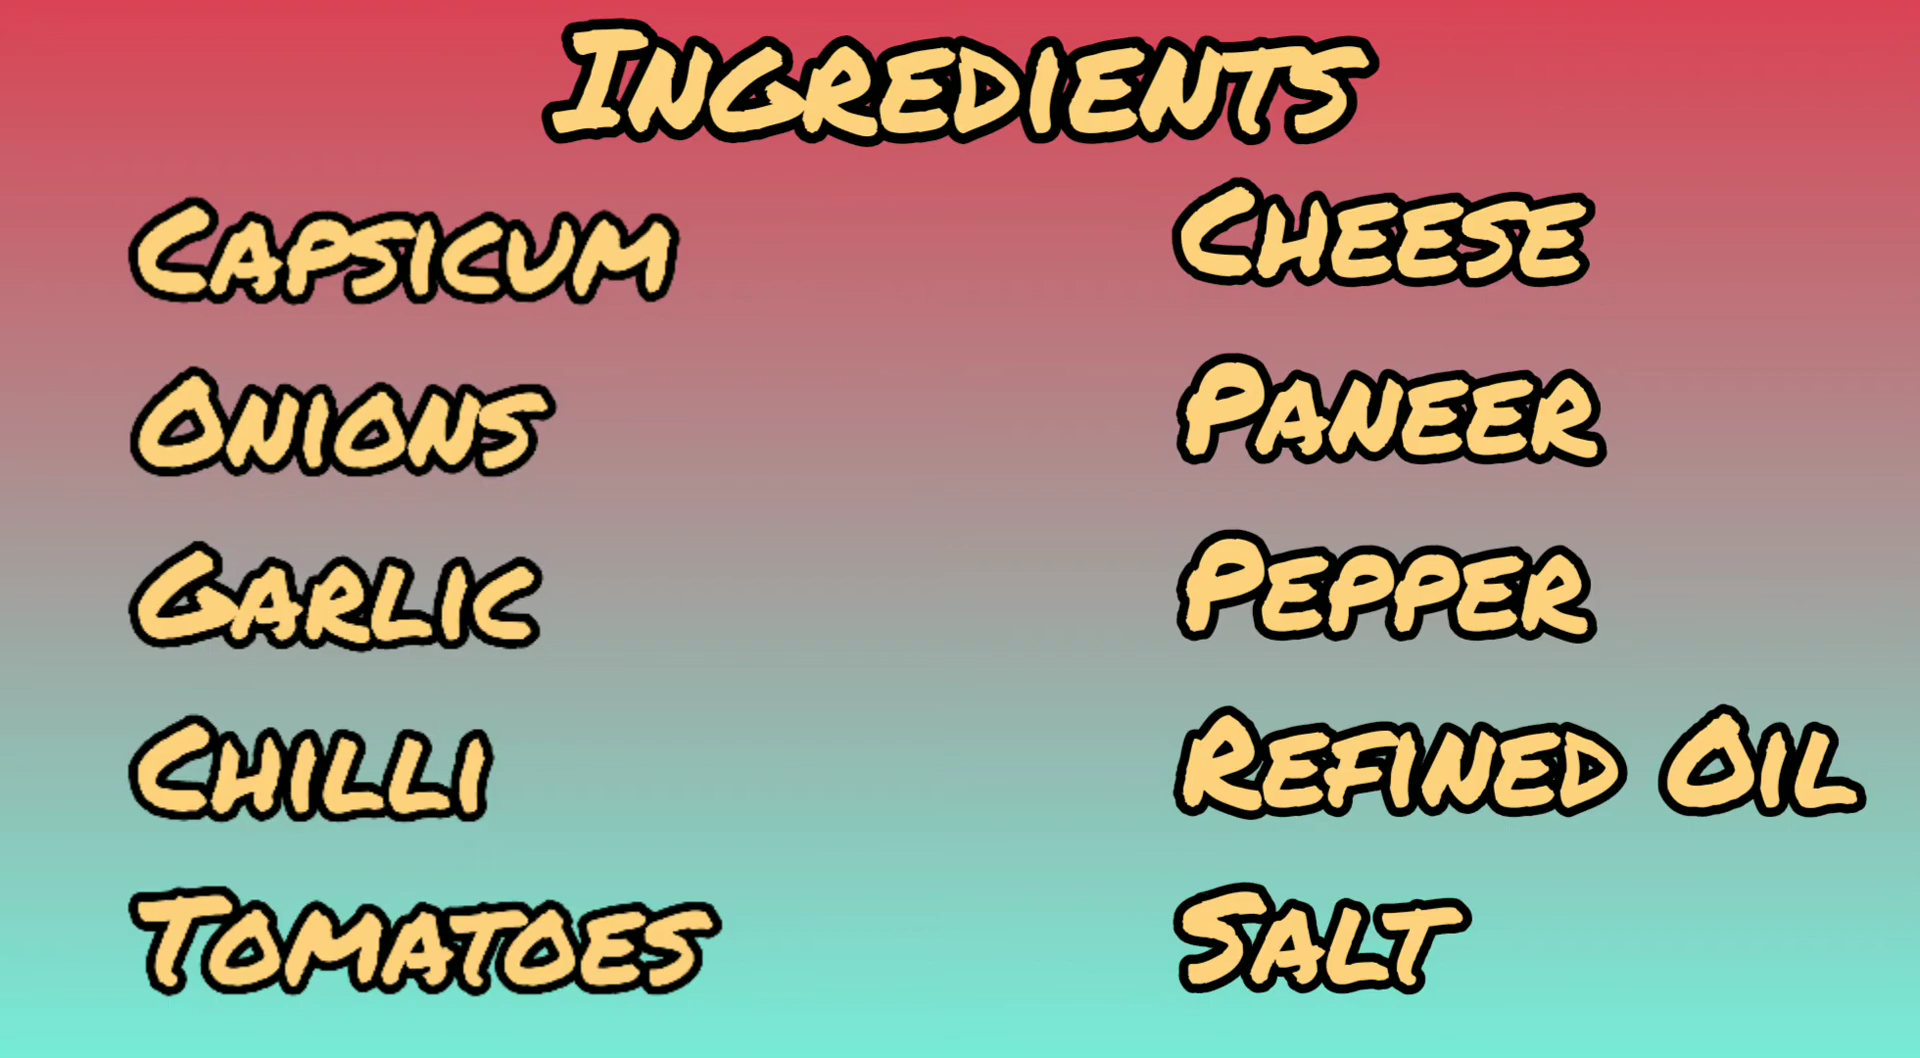 Ingredients
Capsicum
Onions
Garlic
Chilli
Tomatoes
Cheese
Paneer
Pepper
Refined Oil
Salt